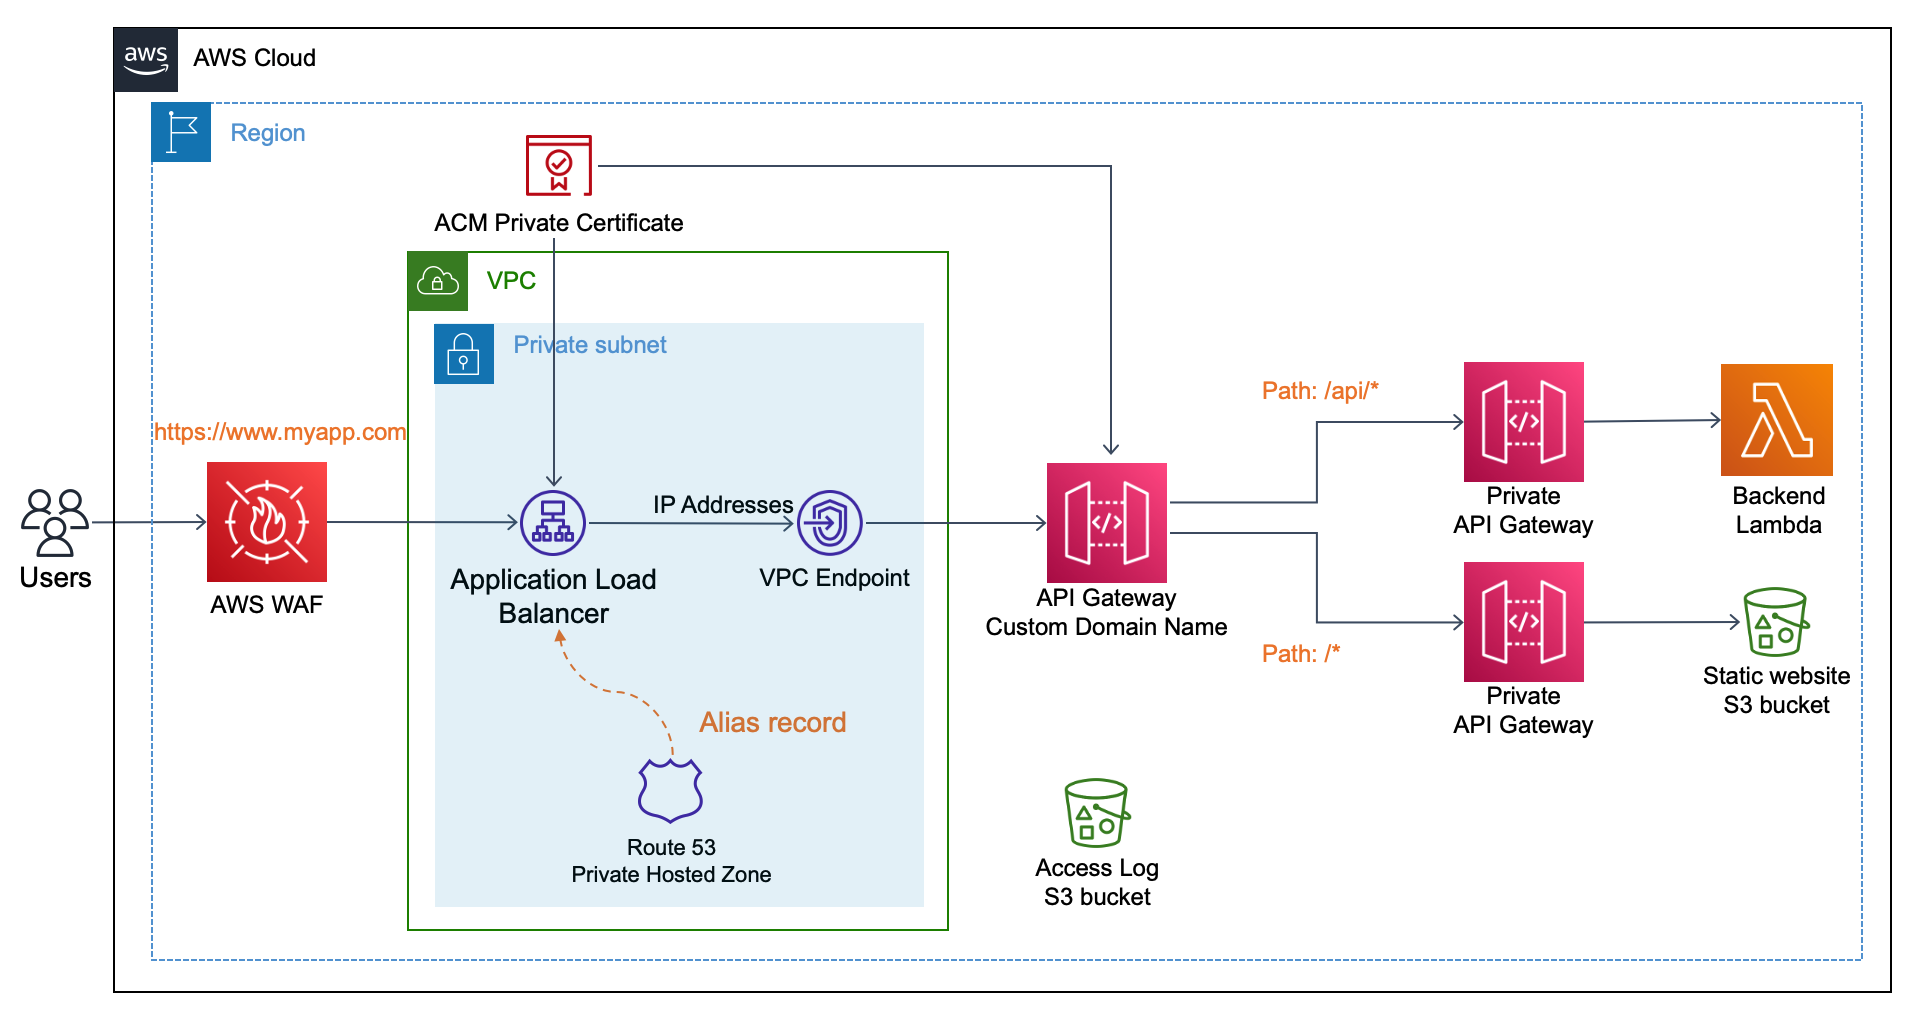 aws
AWS Cloud
Region
ACM Private Certificate
VPC
Private subnet
https://www.myapp.com
Users
AWS WAF
Application Load
Balancer
IP Addresses
VPC Endpoint
Alias record
Route 53
Private Hosted Zone
API Gateway
Custom Domain Name
Path: /api/*
Path: /*
Private
API Gateway
Backend
Lambda
Private
API Gateway
Static website
S3 bucket
Access Log
S3 bucket